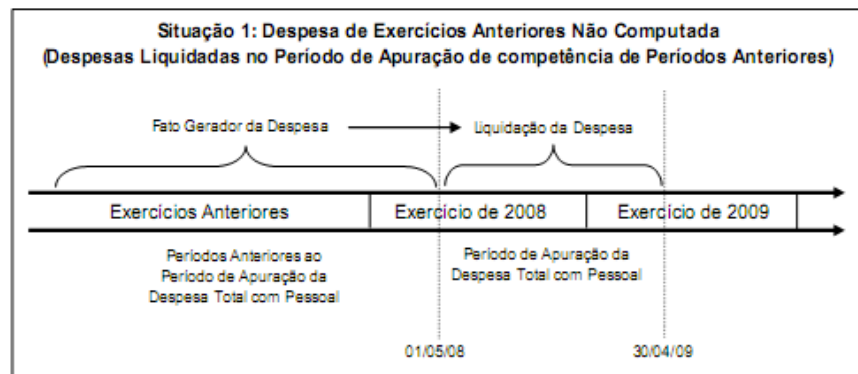 Situação 1: Despesa de Exercícios Anteriores Não Computada
(Despesas Liquidadas no Período de Apuração de competência de Períodos Anteriores)
Fato Gerador da Despesa
Liquidação da Despesa
Exercícios Anteriores
Exercício de 2008
Exercício de 2009
Períodos Anteriores ao
Período de Apuração da
Despesa Total com Pessoal
Período de Apuração da
Despesa Total com Pessoal
01/05/08
30/04/09